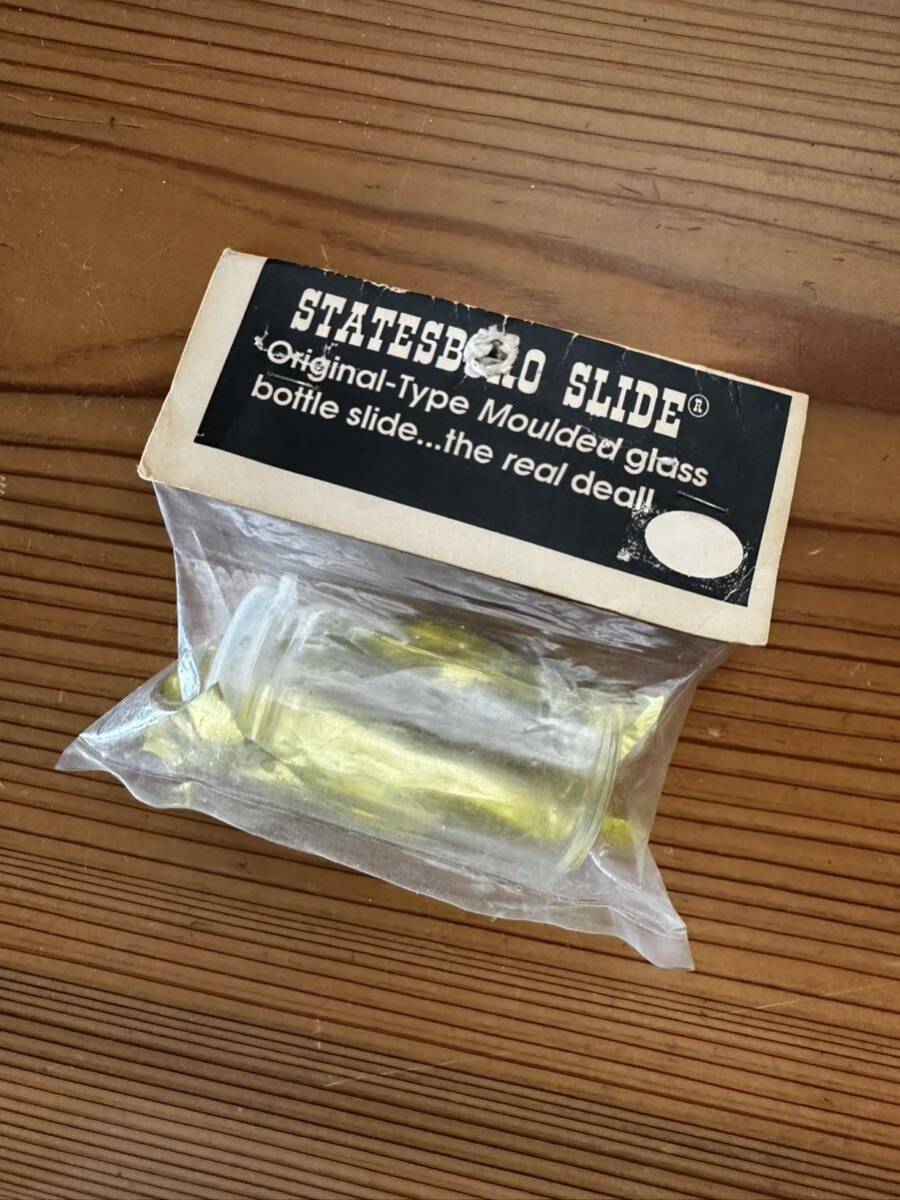 STATESBORO SLIDE®
Original-Type Moulded glass
bottle slide...the real deal!